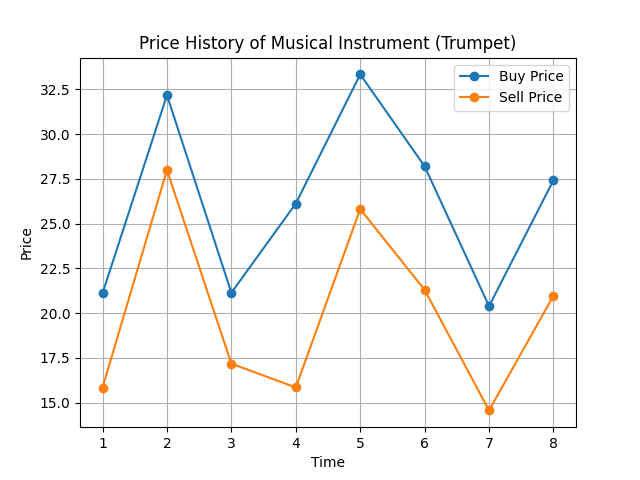 Price History of Musical Instrument (Trumpet)
Buy Price
Sell Price
32.5
30.0
27.5
25.0
22.5
20.0
17.5
15.0
Price
1 2 3 4 5 6 7 8
Time